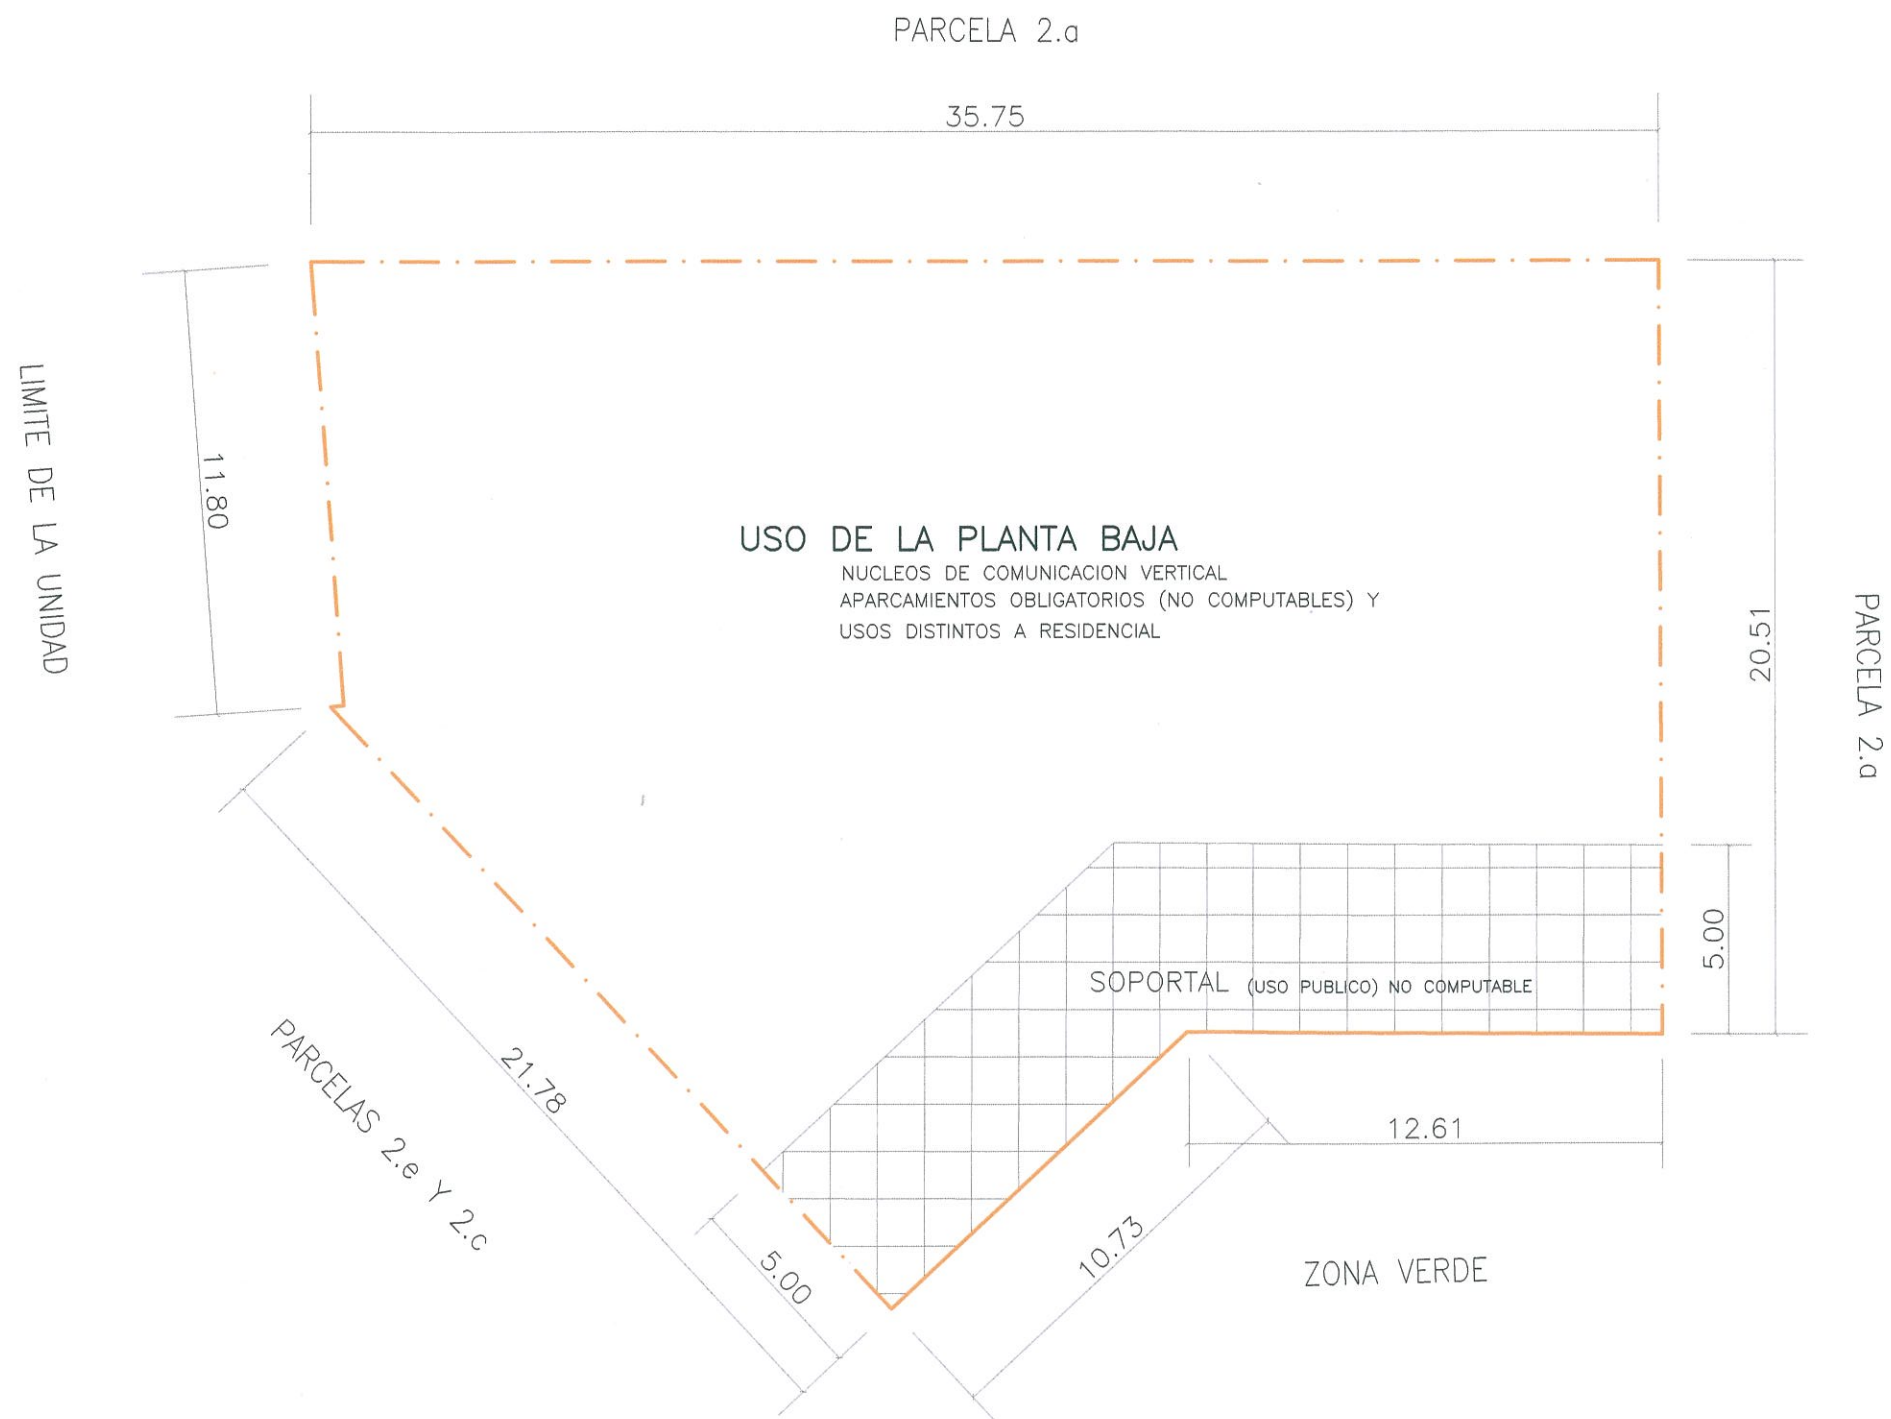 PARCELA 2.a
35.75
LIMITE DE LA UNIDAD
11.80
USO DE LA PLANTA BAJA
NUCLEOS DE COMUNICACION VERTICAL
APARCAMIENTOS OBLIGATORIOS (NO COMPUTABLES) Y
USOS DISTINTOS A RESIDENCIAL
20.51
PARCELA 2.a
5.00
SOPORTAL (USO PUBLICO) NO COMPUTABLE
PARCELAS 2.e Y 2.c
21.78
12.61
5.00
10.73
ZONA VERDE